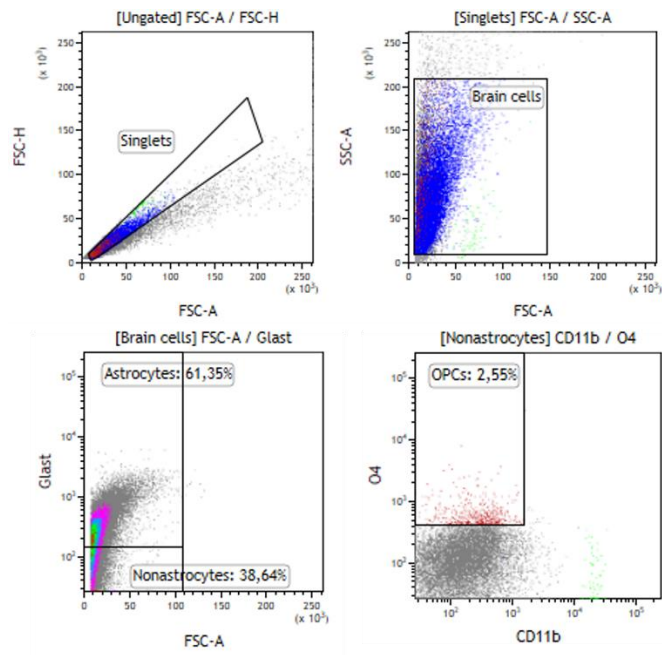 [Ungated] FSC-A / FSC-H
(x 10³)
250
200
150
100
50
0
FSC-H
Singlets
0 50 100 150 200 250
(x 10³)
FSC-A
[Singlets] FSC-A / SSC-A
(x 10³)
250
200
150
100
50
0
SSC-A
Brain cells
0 50 100 150 200 250
(x 10³)
FSC-A
[Brain cells] FSC-A / Glast
Astrocytes: 61,35%
10⁵
10⁴
10³
10²
Glast
Nonastrocytes: 38,64%
0 50 100 150 200 250
(x 10³)
FSC-A
[Nonastrocytes] CD11b / O4
OPCs: 2,55%
10⁵
10⁴
10³
10²
O4
10² 10³ 10⁴ 10⁵
CD11b